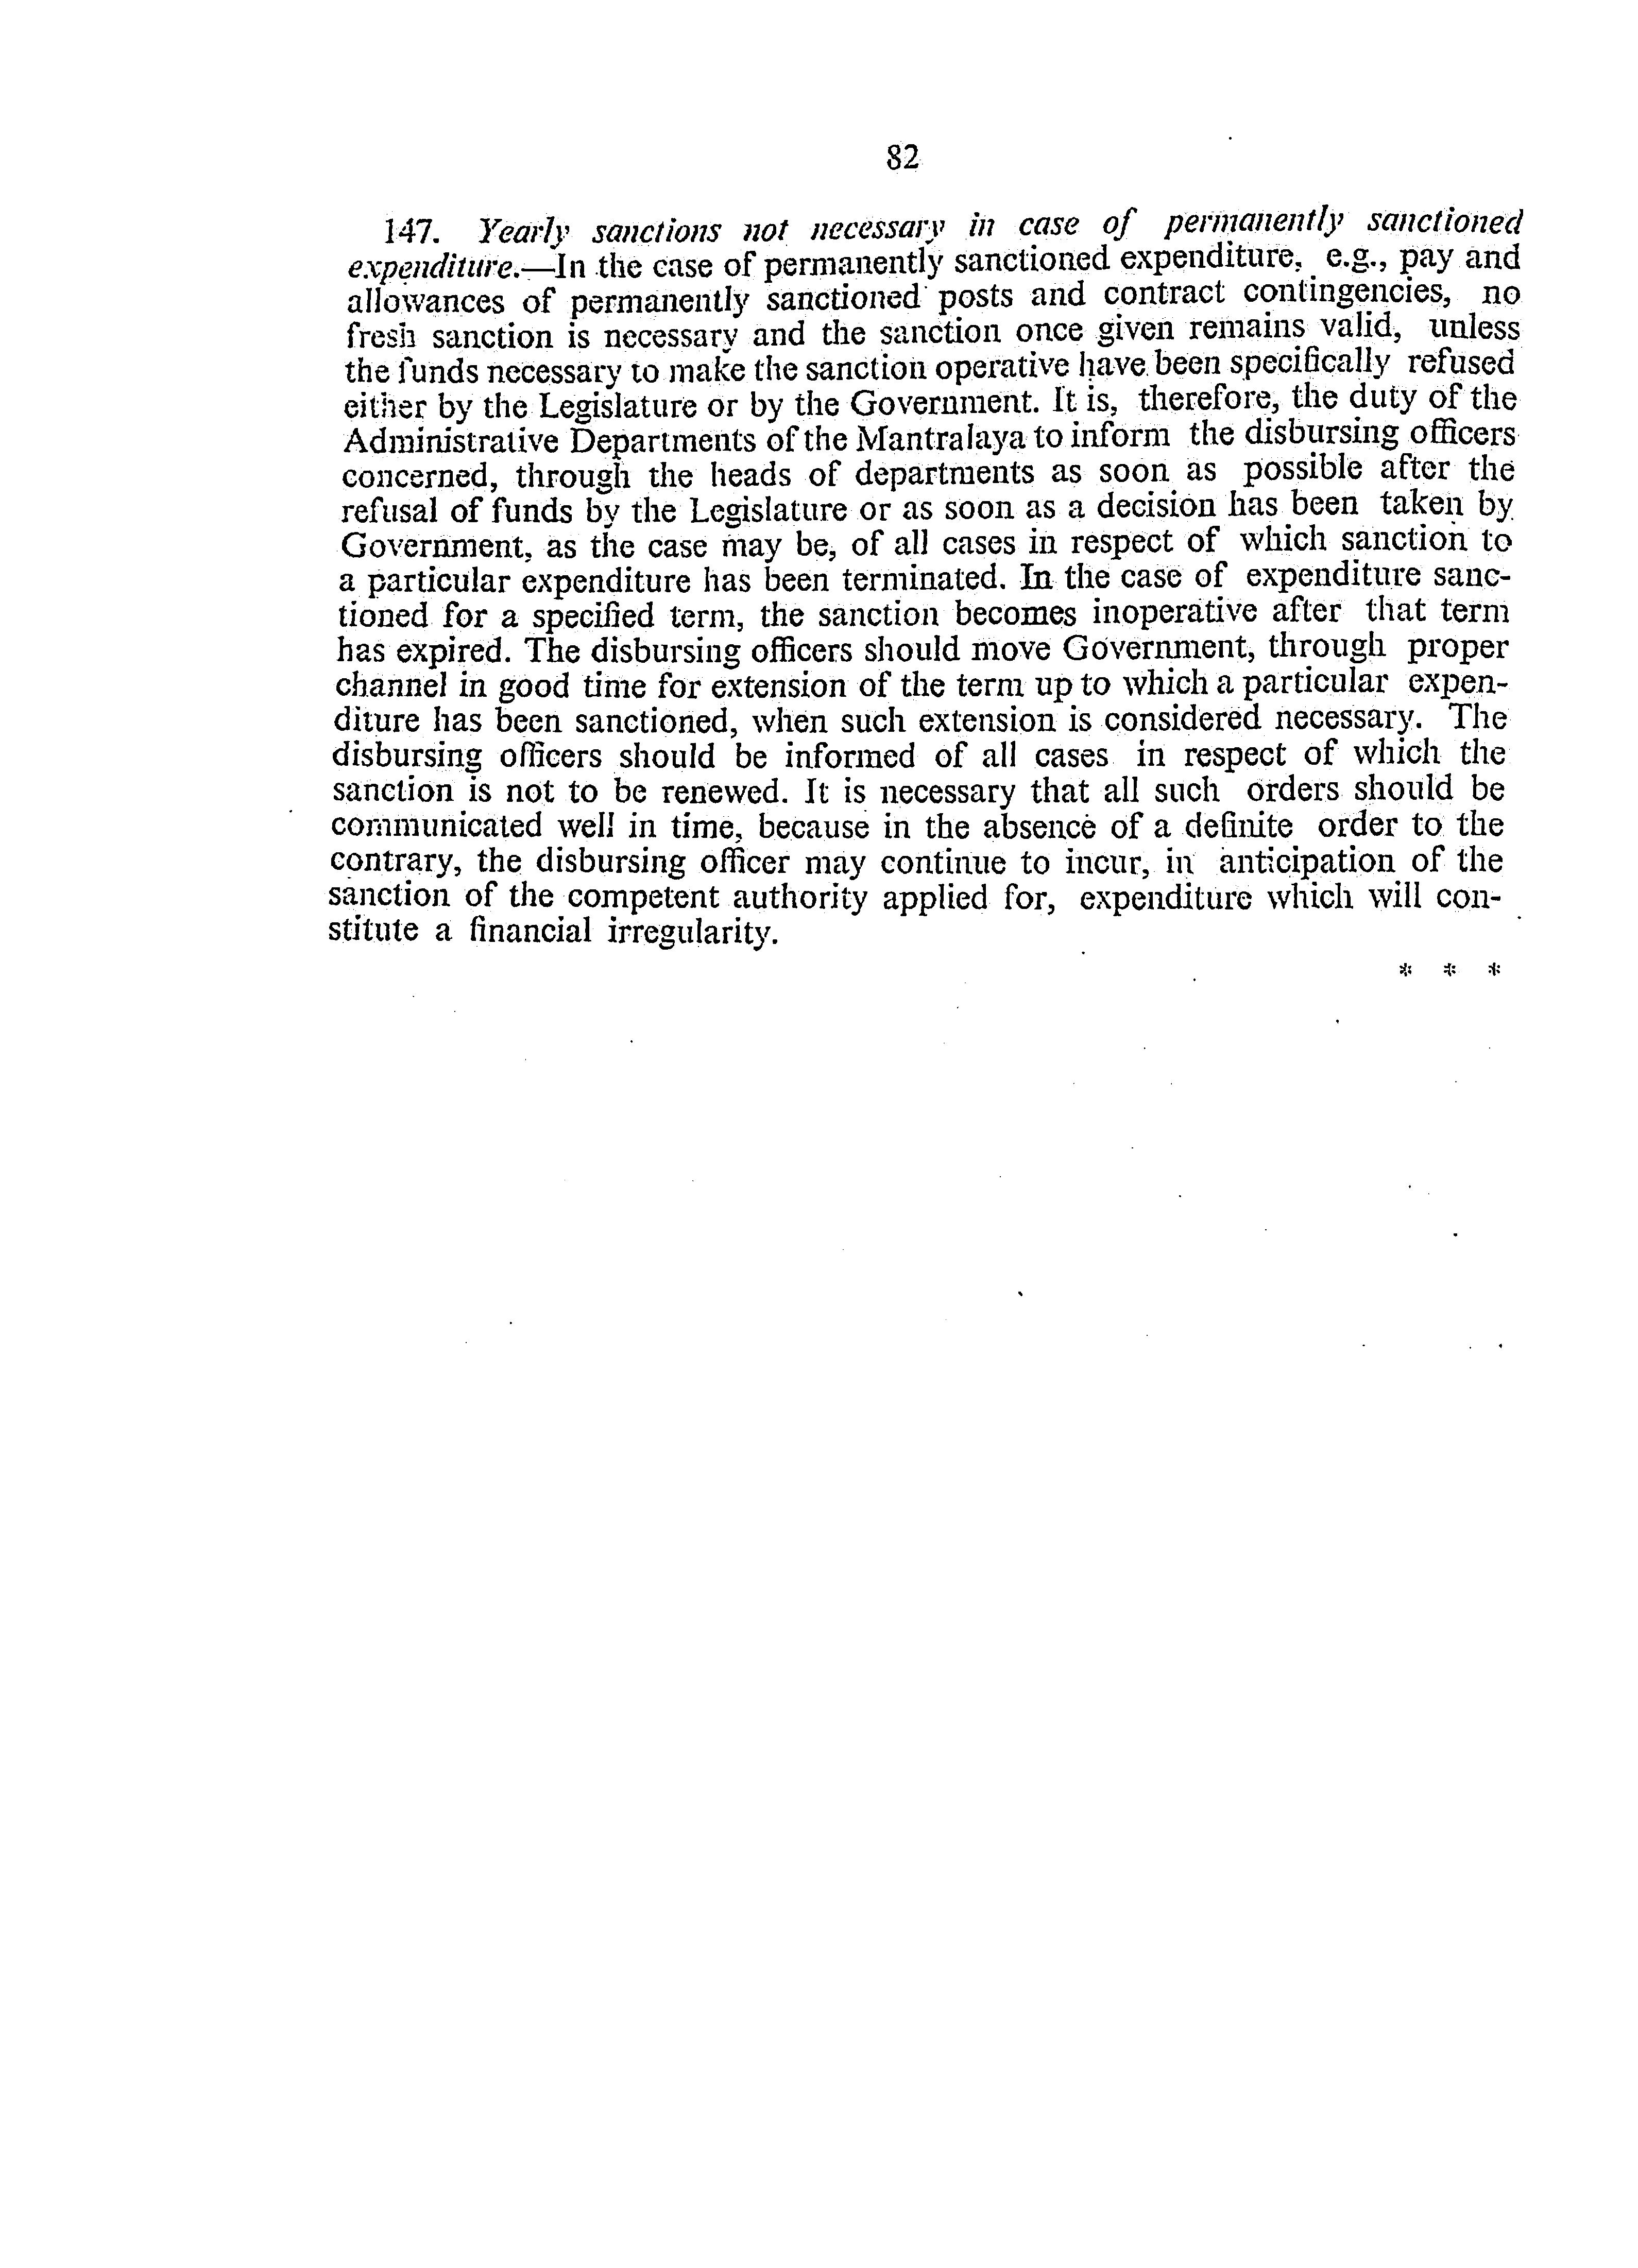 82
147. Yearly sanctions not necessary in case of permanently sanctioned
expenditure.—In the case of permanently sanctioned expenditure, e.g., pay and
allowances of permanently sanctioned posts and contract contingencies, no
fresh sanction is necessary and the sanction once given remains valid, unless
the funds necessary to make the sanction operative have been specifically refused
either by the Legislature or by the Government. It is, therefore, the duty of the
Administrative Departments of the Mantralaya to inform the disbursing officers
concerned, through the heads of departments as soon as possible after the
refusal of funds by the Legislature or as soon as a decision has been taken by
Government, as the case may be, of all cases in respect of which sanction to
a particular expenditure has been terminated. In the case of expenditure sanc-
tioned for a specified term, the sanction becomes inoperative after that term
has expired. The disbursing officers should move Government, through proper
channel in good time for extension of the term up to which a particular expen-
diture has been sanctioned, when such extension is considered necessary. The
disbursing officers should be informed of all cases in respect of which the
sanction is not to be renewed. It is necessary that all such orders should be
communicated well in time, because in the absence of a definite order to the
contrary, the disbursing officer may continue to incur, in anticipation of the
sanction of the competent authority applied for, expenditure which will con-
stitute a financial irregularity.
* * *